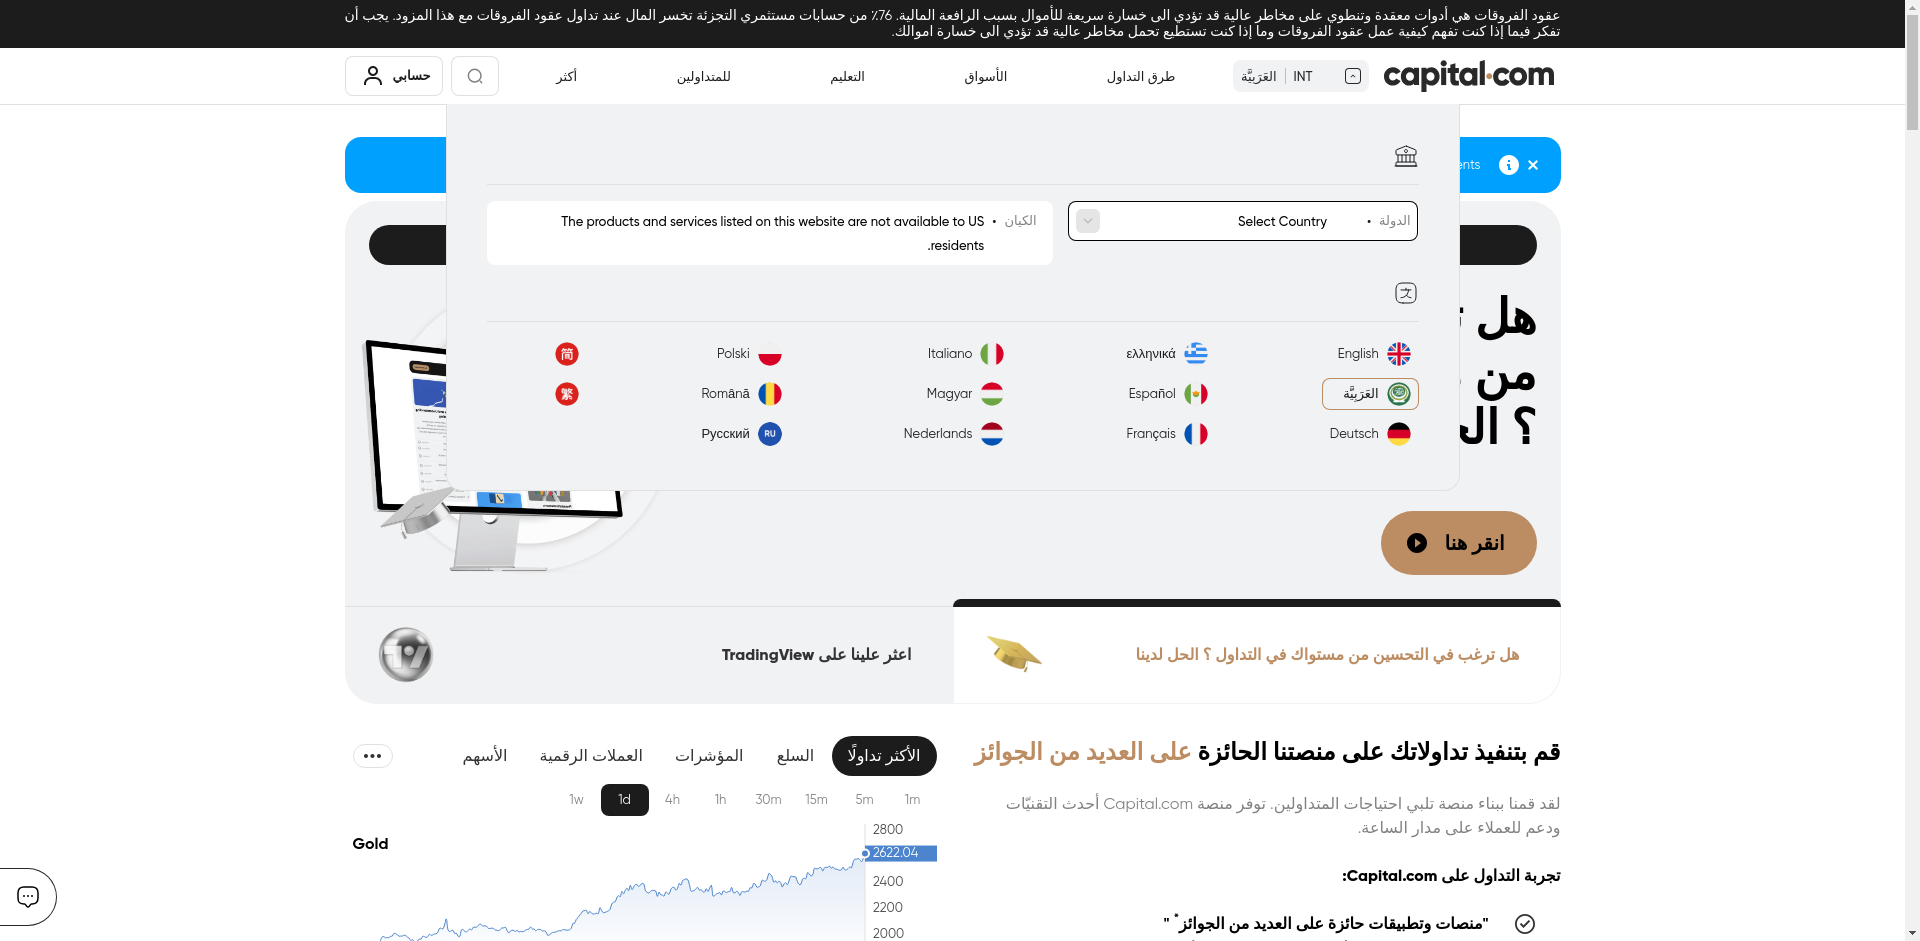 عقود الفروقات هي أدوات معقدة وتنطوي على مخاطر عالية قد تؤدي الى خسارة سريعة للأموال بسبب الرافعة المالية. 76٪ من حسابات مستثمري التجزئة تخسر المال عند تداول عقود الفروقات مع هذا المزود. يجب أن
تفكر فيما إذا كنت تفهم كيفية عمل عقود الفروقات وما إذا كنت تستطيع تحمل مخاطر عالية قد تؤدي الى خسارة اموالك.
capital.com
INT | العَرَبِيَّة
طرق التداول
الأسواق
التعليم
للمتداولين
أكثر
حسابي
الدولة • Select Country
الكيان • The products and services listed on this website are not available to US
residents.
English
ελληνικά
Italiano
Polski
简
العَرَبِيَّة
Español
Magyar
Română
繁
Deutsch
Français
Nederlands
RU Русский
هل
من
؟
انقر هنا
هل ترغب في التحسين من مستواك في التداول ؟ الحل لدينا
اعثر علينا على TradingView
قم بتنفيذ تداولاتك على منصتنا الحائزة على العديد من الجوائز
لقد قمنا ببناء منصة تلبي احتياجات المتداولين. توفر منصة Capital.com أحدث التقنيّات
ودعم للعملاء على مدار الساعة.
تجربة التداول على Capital.com:
"منصات وتطبيقات حائزة على العديد من الجوائز* "
الأكثر تداولًا
السلع
المؤشرات
العملات الرقمية
الأسهم
1m
5m
15m
30m
1h
4h
1d
1w
Gold
2800
2622.04
2400
2200
2000